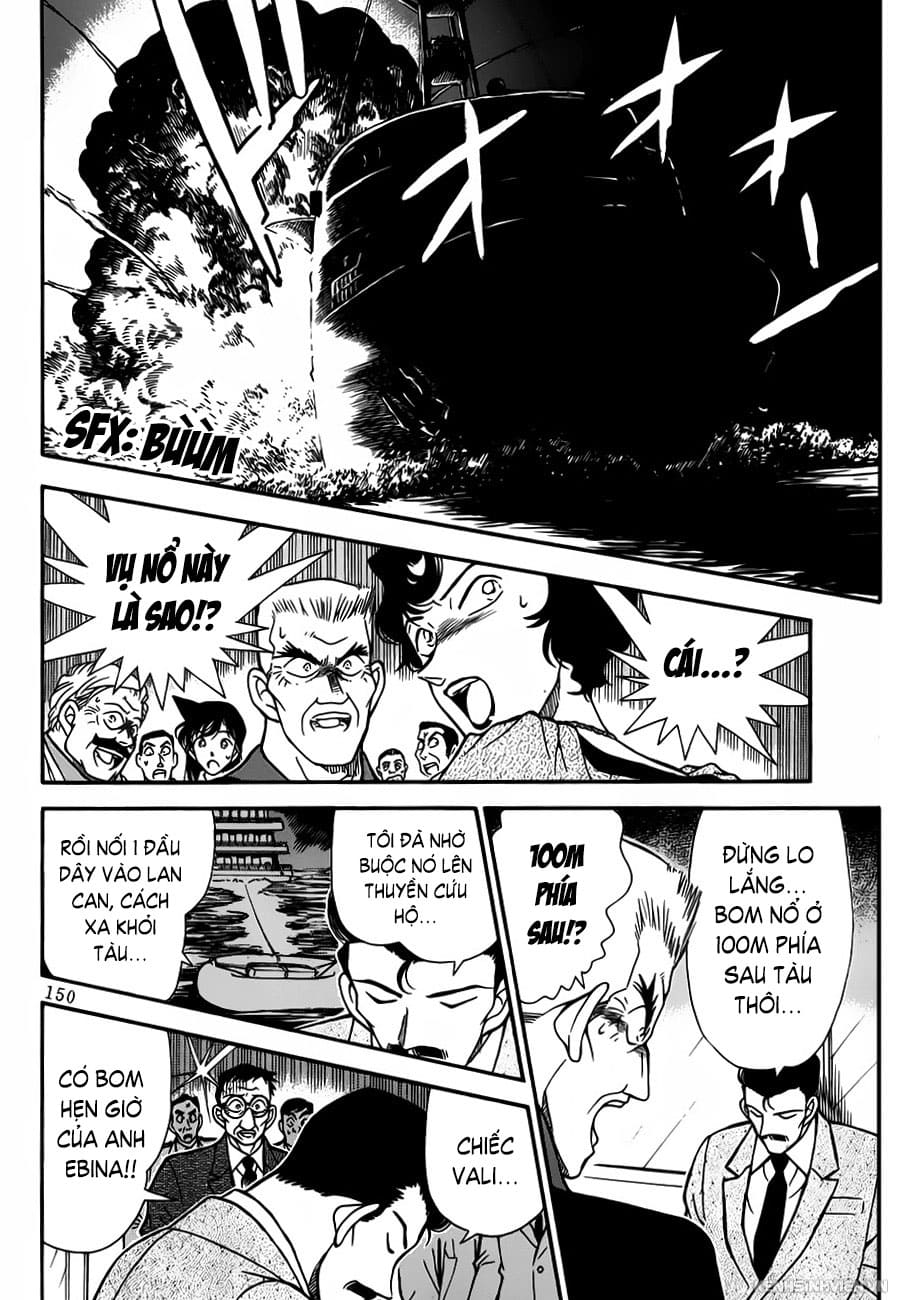 SFX: BÙÙM
CÁI...?
VỤ NỔ NÀY
LÀ SAO!?
ĐỪNG LO
LẮNG...
BOM NỔ Ở
100M PHÍA
SAU TÀU
THÔI.
100M
PHÍA
SAU!?
TÔI ĐÃ NHỜ
BUỘC NÓ LÊN
THUYỀN CỨU
HỘ...
RỒI NỐI 1 ĐẦU
DÂY VÀO LAN
CAN, CÁCH
XA KHỎI
TÀU...
150
CHIẾC
VALI...
CÓ BOM
HẸN GIỜ
CỦA ANH
EBINA!!